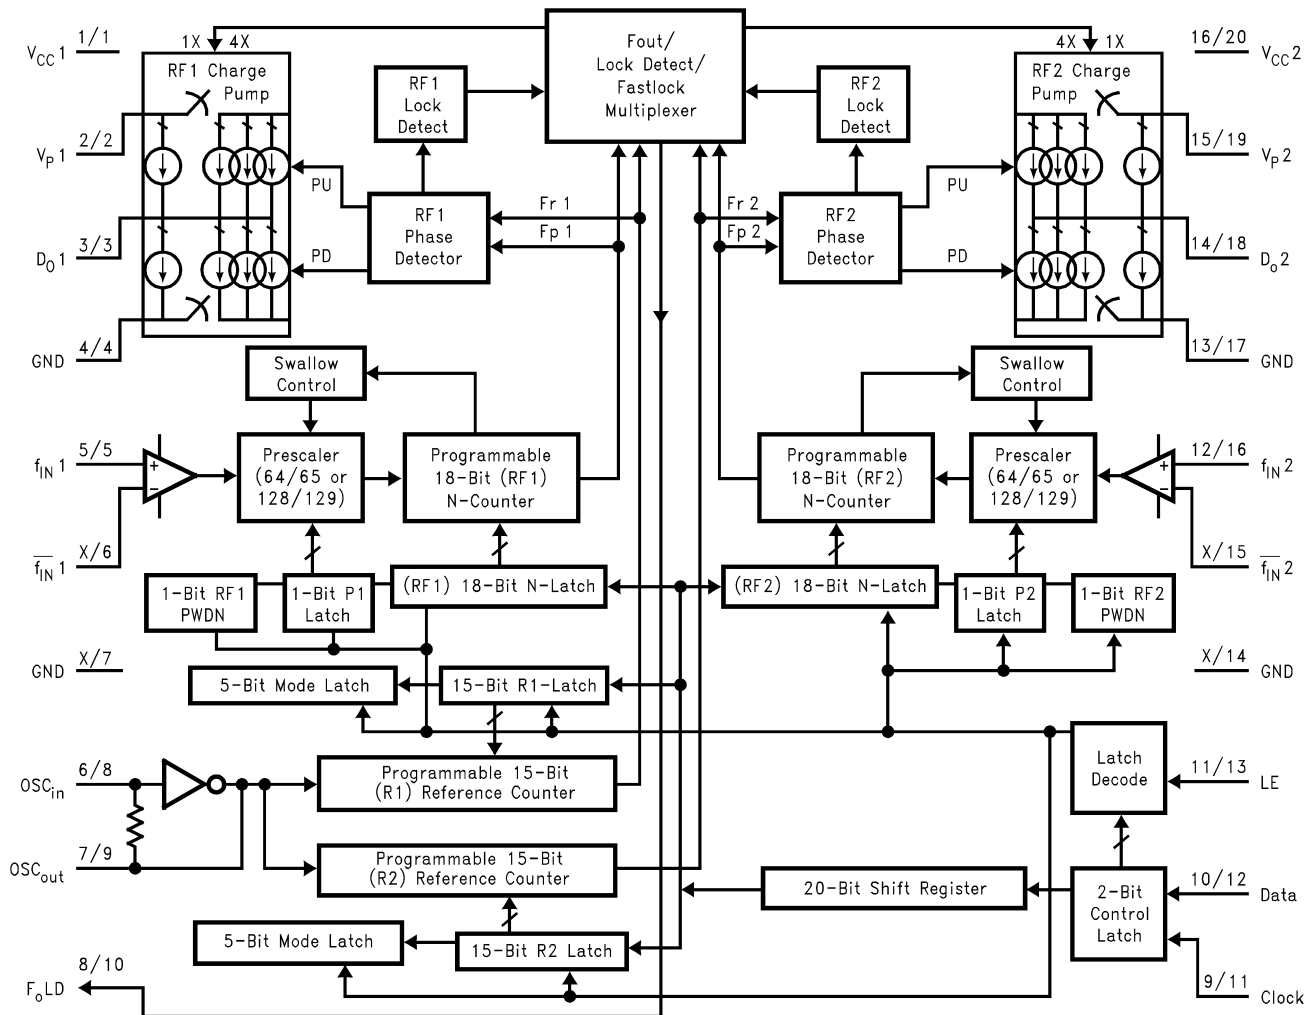 1/1
V_CC 1
2/2
V_P 1
3/3
D_O 1
4/4
GND
5/5
f_IN 1
X/6
f_IN 1
X/7
GND
6/8
OSC_in
7/9
OSC_out
8/10
F_oLD
1X 4X
RF1 Charge
Pump
PU
PD
RF1
Lock
Detect
RF1
Phase
Detector
Fr 1
Fp 1
Fout/
Lock Detect/
Fastlock
Multiplexer
RF2
Lock
Detect
Fr 2
Fp 2
RF2
Phase
Detector
PU
PD
4X 1X
RF2 Charge
Pump
16/20
V_CC 2
15/19
V_P 2
14/18
D_o 2
13/17
GND
12/16
f_IN 2
X/15
f_IN 2
X/14
GND
11/13
LE
10/12
Data
9/11
Clock
Swallow
Control
+
−
Prescaler
(64/65 or
128/129)
Programmable
18-Bit (RF1)
N-Counter
Programmable
18-Bit (RF2)
N-Counter
Swallow
Control
Prescaler
(64/65 or
128/129)
+
−
1-Bit RF1
PWDN
1-Bit P1
Latch
(RF1) 18-Bit N-Latch
(RF2) 18-Bit N-Latch
1-Bit P2
Latch
1-Bit RF2
PWDN
5-Bit Mode Latch
15-Bit R1-Latch
Programmable 15-Bit
(R1) Reference Counter
Latch
Decode
Programmable 15-Bit
(R2) Reference Counter
20-Bit Shift Register
2-Bit
Control
Latch
5-Bit Mode Latch
15-Bit R2 Latch